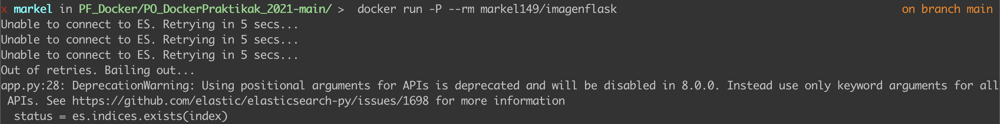 x markel in PF_Docker/PO_DockerPraktikak_2021-main/ >  docker run -P --rm markel149/imagenflask on branch main
Unable to connect to ES. Retrying in 5 secs...
Unable to connect to ES. Retrying in 5 secs...
Unable to connect to ES. Retrying in 5 secs...
Out of retries. Bailing out...
app.py:28: DeprecationWarning: Using positional arguments for APIs is deprecated and will be disabled in 8.0.0. Instead use only keyword arguments for all
 APIs. See https://github.com/elastic/elasticsearch-py/issues/1698 for more information
  status = es.indices.exists(index)